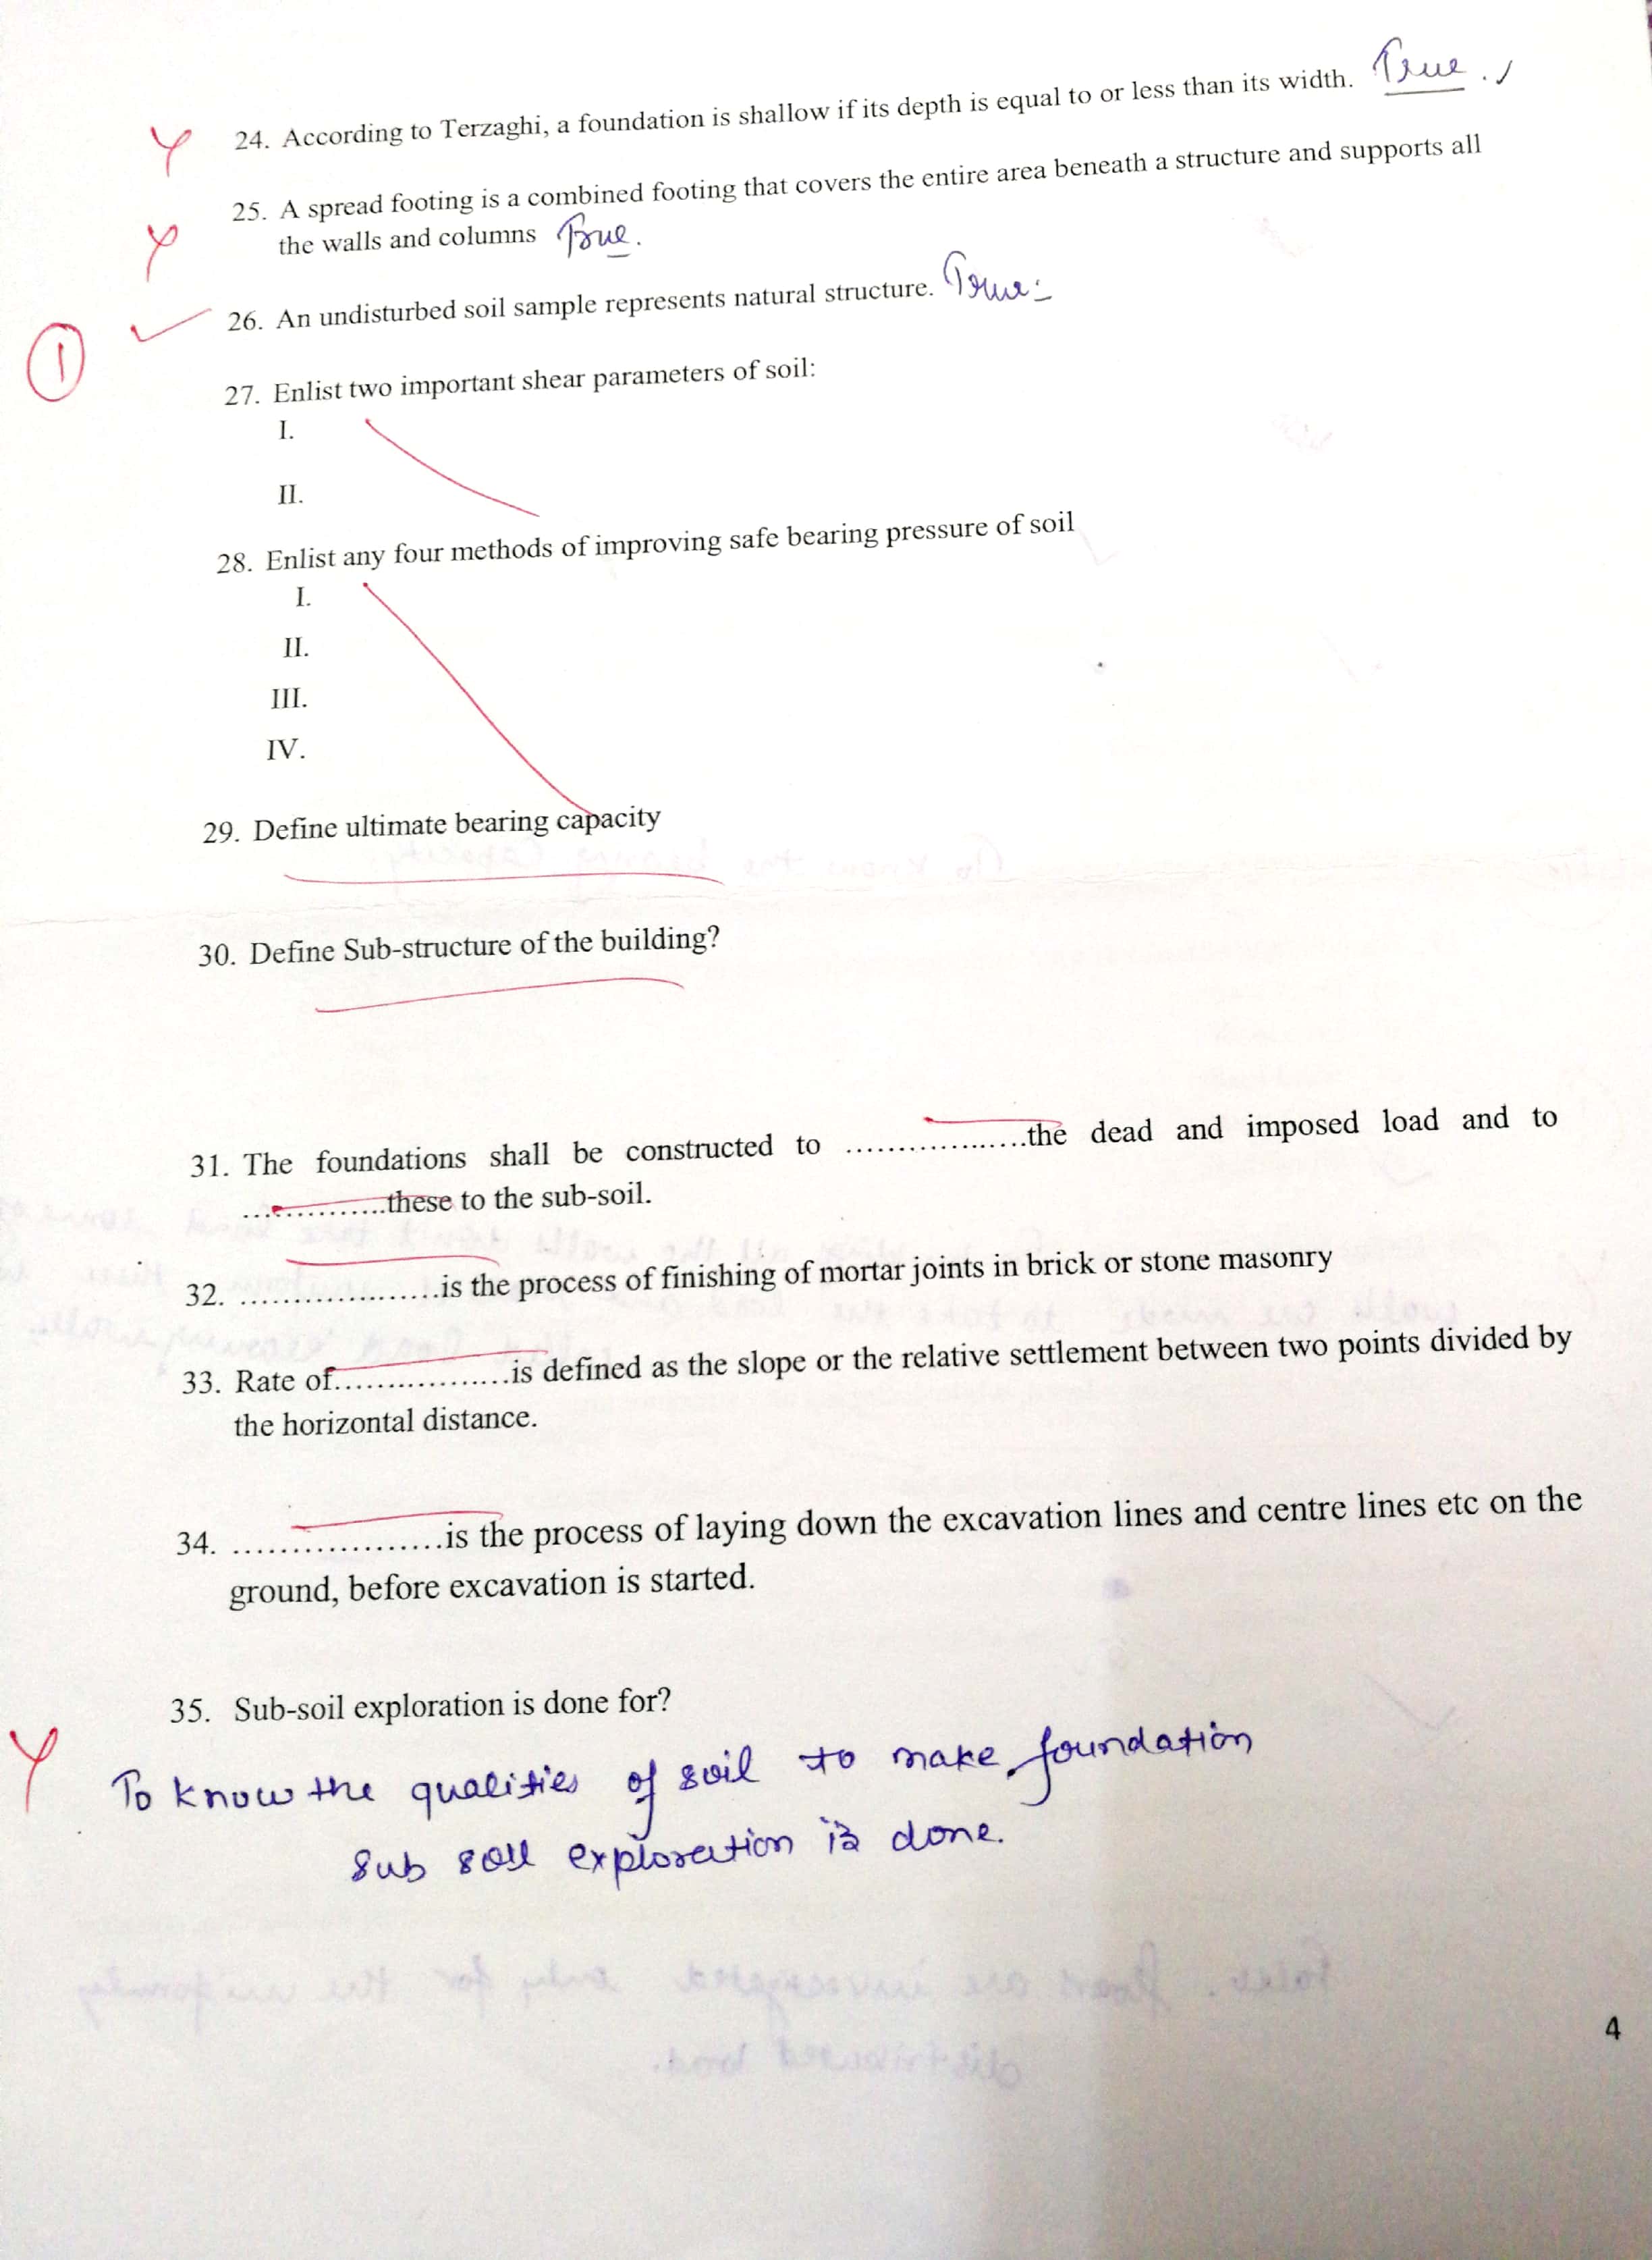 24. According to Terzaghi, a foundation is shallow if its depth is equal to or less than its width. True.
25. A spread footing is a combined footing that covers the entire area beneath a structure and supports all
the walls and columns True.
26. An undisturbed soil sample represents natural structure. True.
1
27. Enlist two important shear parameters of soil:
I.
II.
28. Enlist any four methods of improving safe bearing pressure of soil
I.
II.
III.
IV.
29. Define ultimate bearing capacity
30. Define Sub-structure of the building?
31. The foundations shall be constructed to ..................the dead and imposed load and to
...............these to the sub-soil.
32. ...................is the process of finishing of mortar joints in brick or stone masonry
33. Rate of.................is defined as the slope or the relative settlement between two points divided by
the horizontal distance.
34. ...................is the process of laying down the excavation lines and centre lines etc on the
ground, before excavation is started.
35. Sub-soil exploration is done for?
To know the qualities of soil to make foundation
sub soil exploration is done.
4